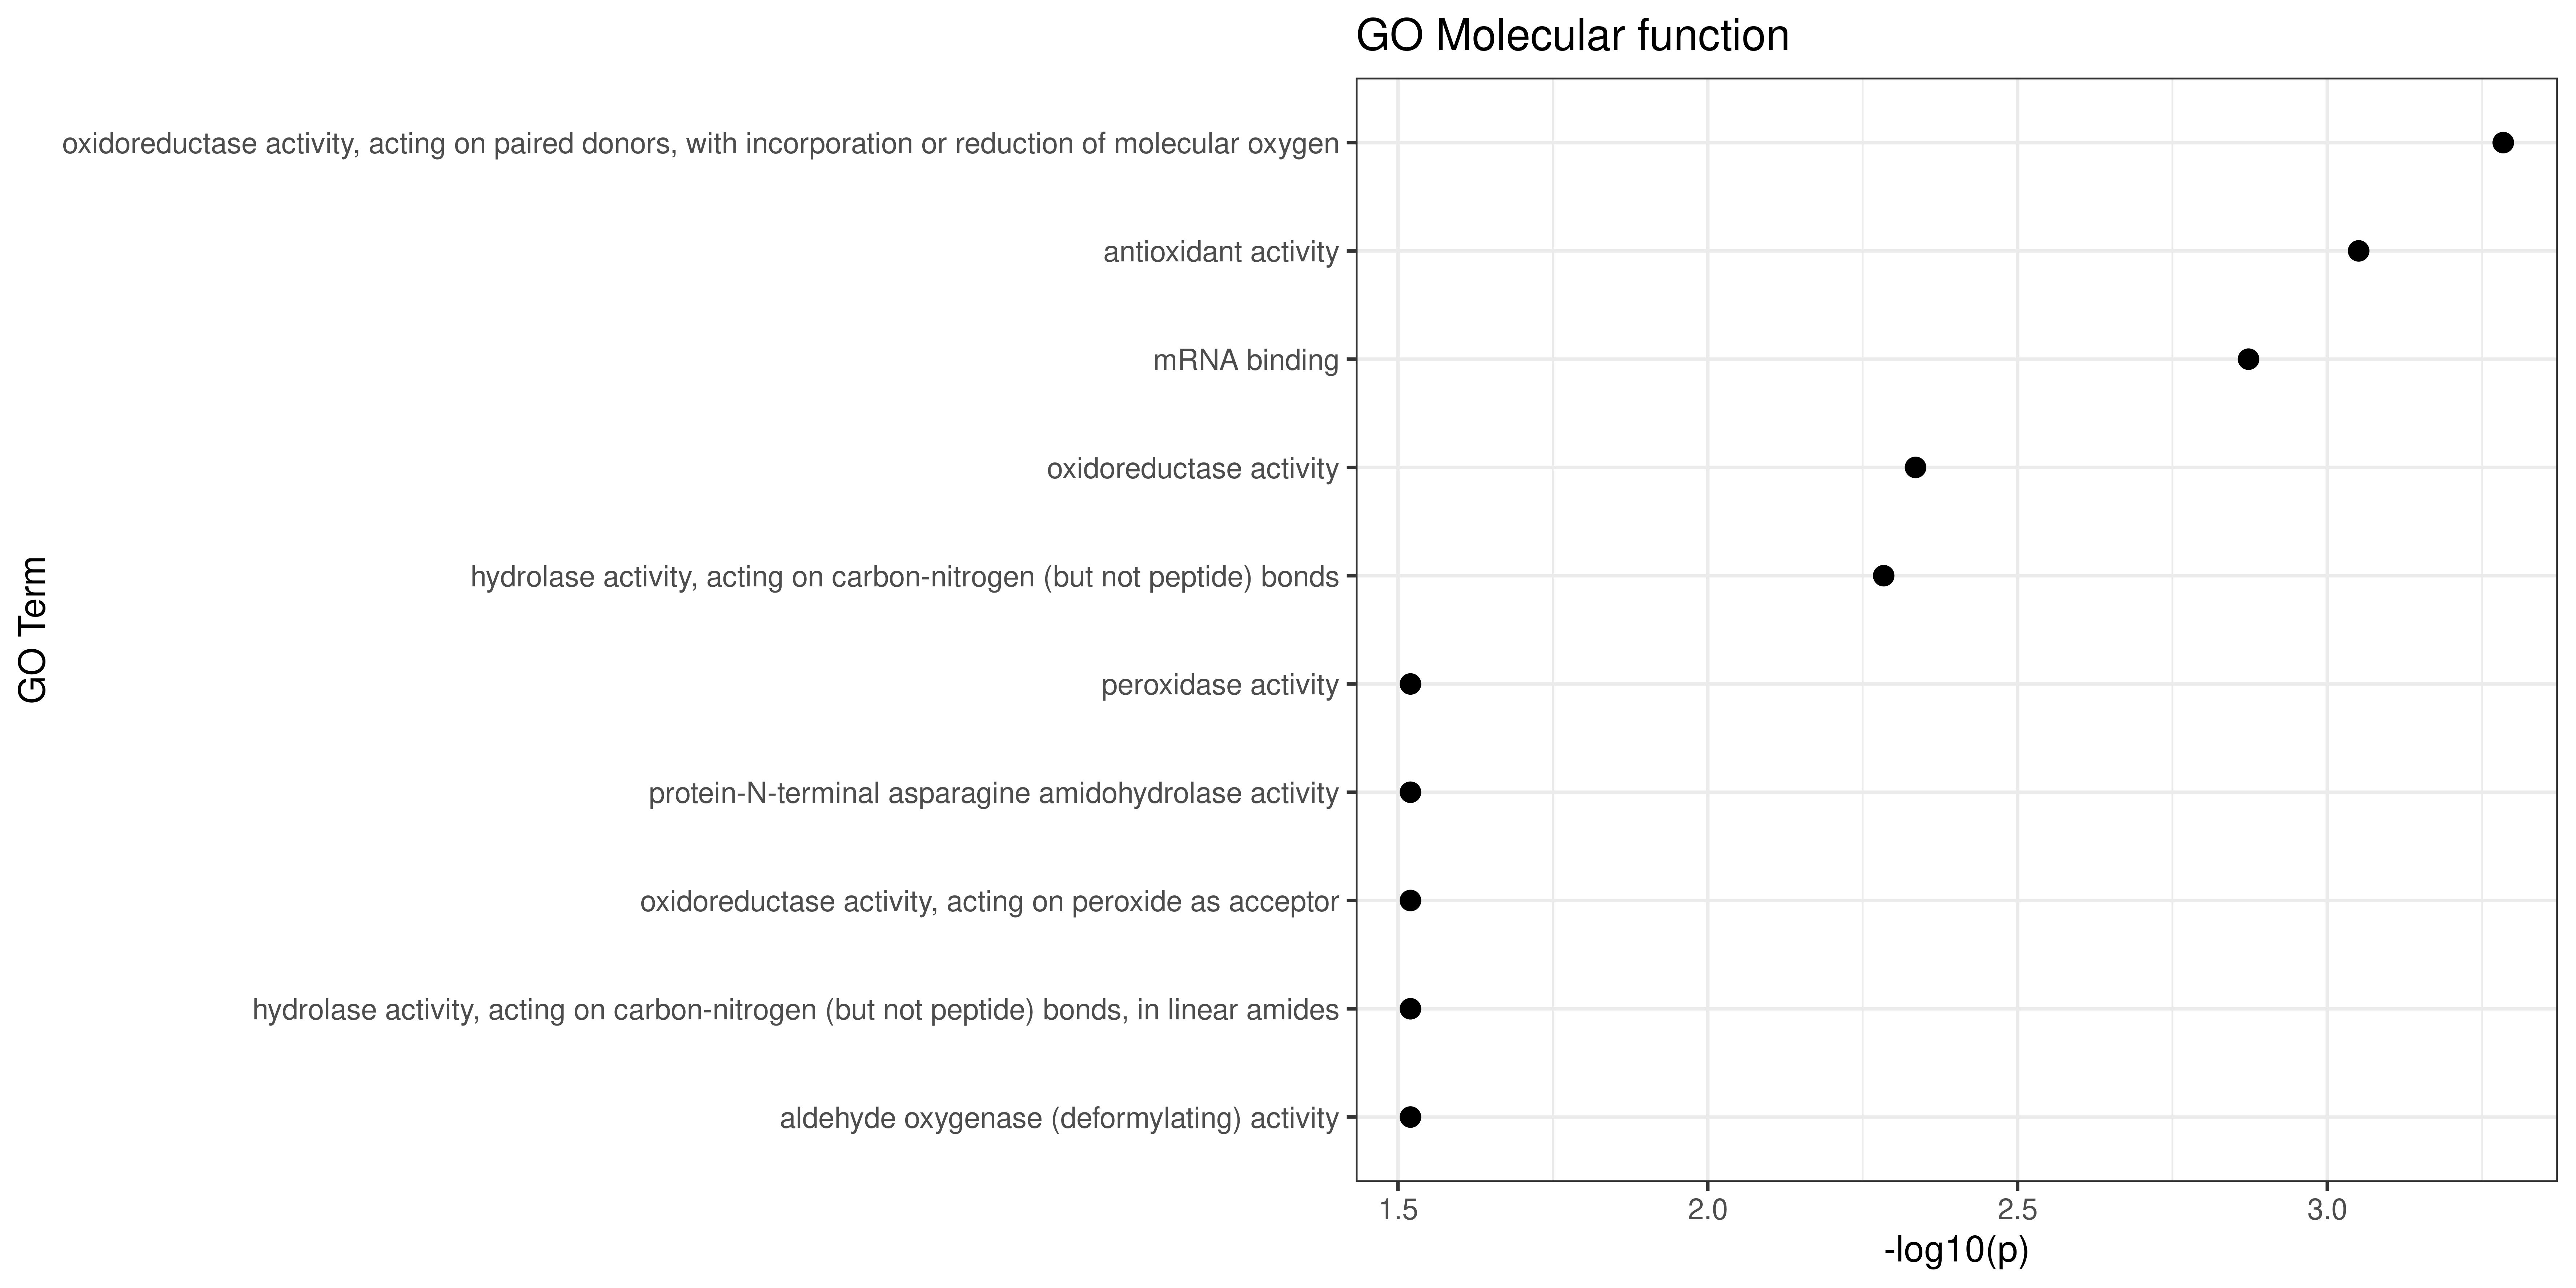 GO Molecular function
oxidoreductase activity, acting on paired donors, with incorporation or reduction of molecular oxygen
antioxidant activity
mRNA binding
oxidoreductase activity
hydrolase activity, acting on carbon-nitrogen (but not peptide) bonds
peroxidase activity
protein-N-terminal asparagine amidohydrolase activity
oxidoreductase activity, acting on peroxide as acceptor
hydrolase activity, acting on carbon-nitrogen (but not peptide) bonds, in linear amides
aldehyde oxygenase (deformylating) activity
GO Term
1.5 2.0 2.5 3.0
-log10(p)